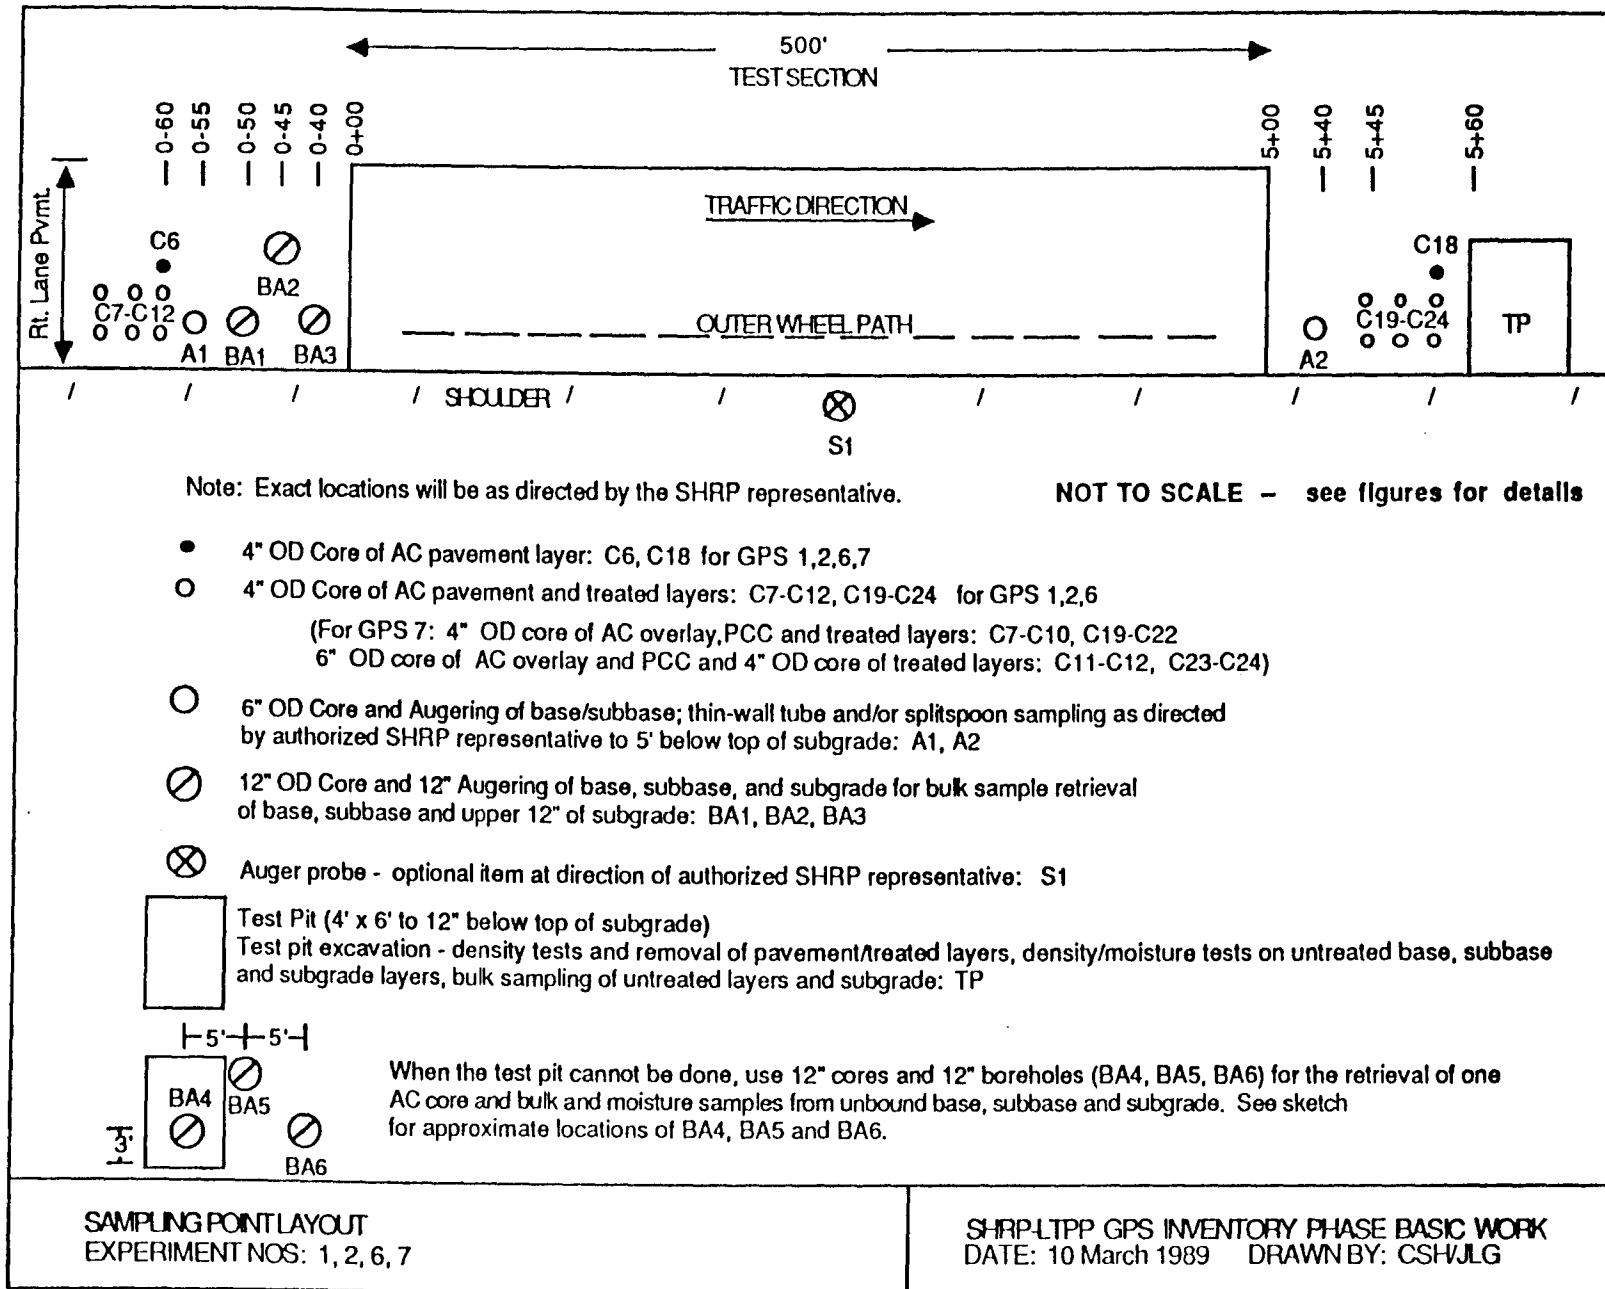 500'
TEST SECTION
0-60
0-55
0-50
0-45
0-40
0+00
5+00
5+40
5+45
5+60
Rt. Lane Pvmt.
TRAFFIC DIRECTION
C6
BA2
C7-C12
A1
BA1
BA3
OUTER WHEEL PATH
C18
C19-C24
A2
TP
SHOULDER
S1
Note: Exact locations will be as directed by the SHRP representative.
NOT TO SCALE – see figures for details
4" OD Core of AC pavement layer: C6, C18 for GPS 1,2,6,7
4" OD Core of AC pavement and treated layers: C7-C12, C19-C24 for GPS 1,2,6
(For GPS 7: 4" OD core of AC overlay,PCC and treated layers: C7-C10, C19-C22
6" OD core of AC overlay and PCC and 4" OD core of treated layers: C11-C12, C23-C24)
6" OD Core and Augering of base/subbase; thin-wall tube and/or splitspoon sampling as directed
by authorized SHRP representative to 5' below top of subgrade: A1, A2
12" OD Core and 12" Augering of base, subbase, and subgrade for bulk sample retrieval
of base, subbase and upper 12" of subgrade: BA1, BA2, BA3
Auger probe - optional item at direction of authorized SHRP representative: S1
Test Pit (4' x 6' to 12" below top of subgrade)
Test pit excavation - density tests and removal of pavement/treated layers, density/moisture tests on untreated base, subbase
and subgrade layers, bulk sampling of untreated layers and subgrade: TP
5' 5'
BA4
BA5
3'
BA6
When the test pit cannot be done, use 12" cores and 12" boreholes (BA4, BA5, BA6) for the retrieval of one
AC core and bulk and moisture samples from unbound base, subbase and subgrade. See sketch
for approximate locations of BA4, BA5 and BA6.
SAMPLING POINT LAYOUT
EXPERIMENT NOS: 1, 2, 6, 7
SHRP-LTPP GPS INVENTORY PHASE BASIC WORK
DATE: 10 March 1989 DRAWN BY: CSH/JLG